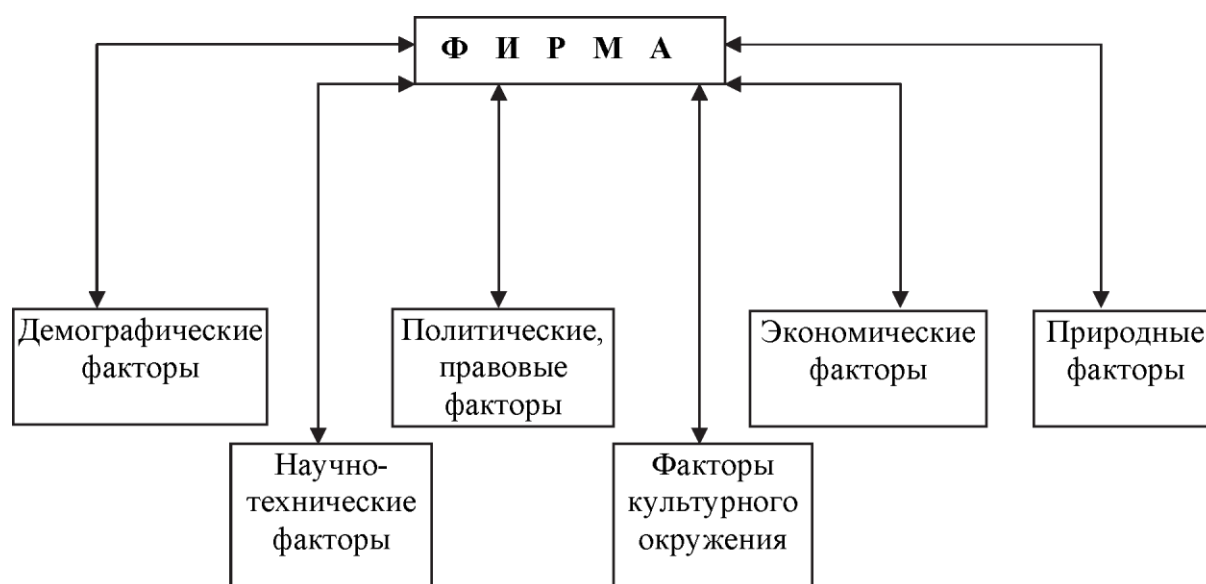 Ф И Р М А
Демографические
факторы
Политические,
правовые
факторы
Экономические
факторы
Природные
факторы
Научно-
технические
факторы
Факторы
культурного
окружения